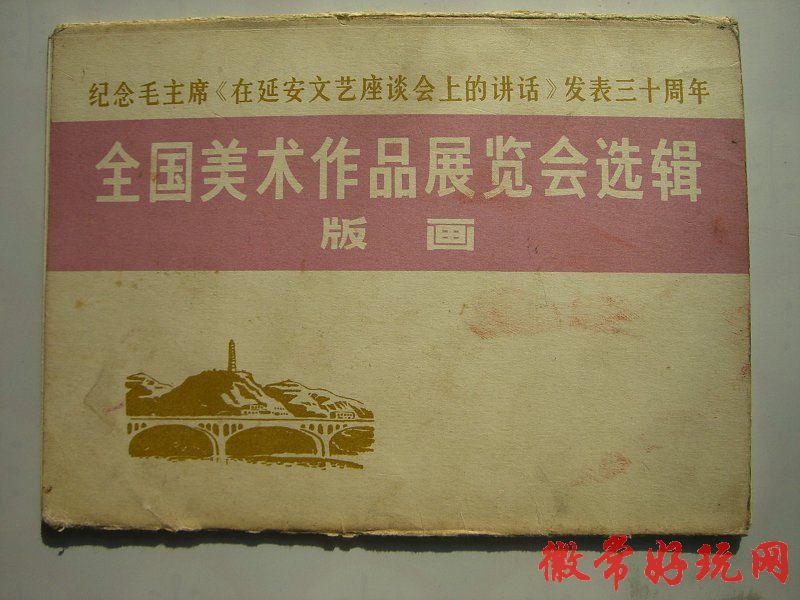 纪念毛主席《在延安文艺座谈会上的讲话》发表三十周年
全国美术作品展览会选辑
版画
徽常好玩网